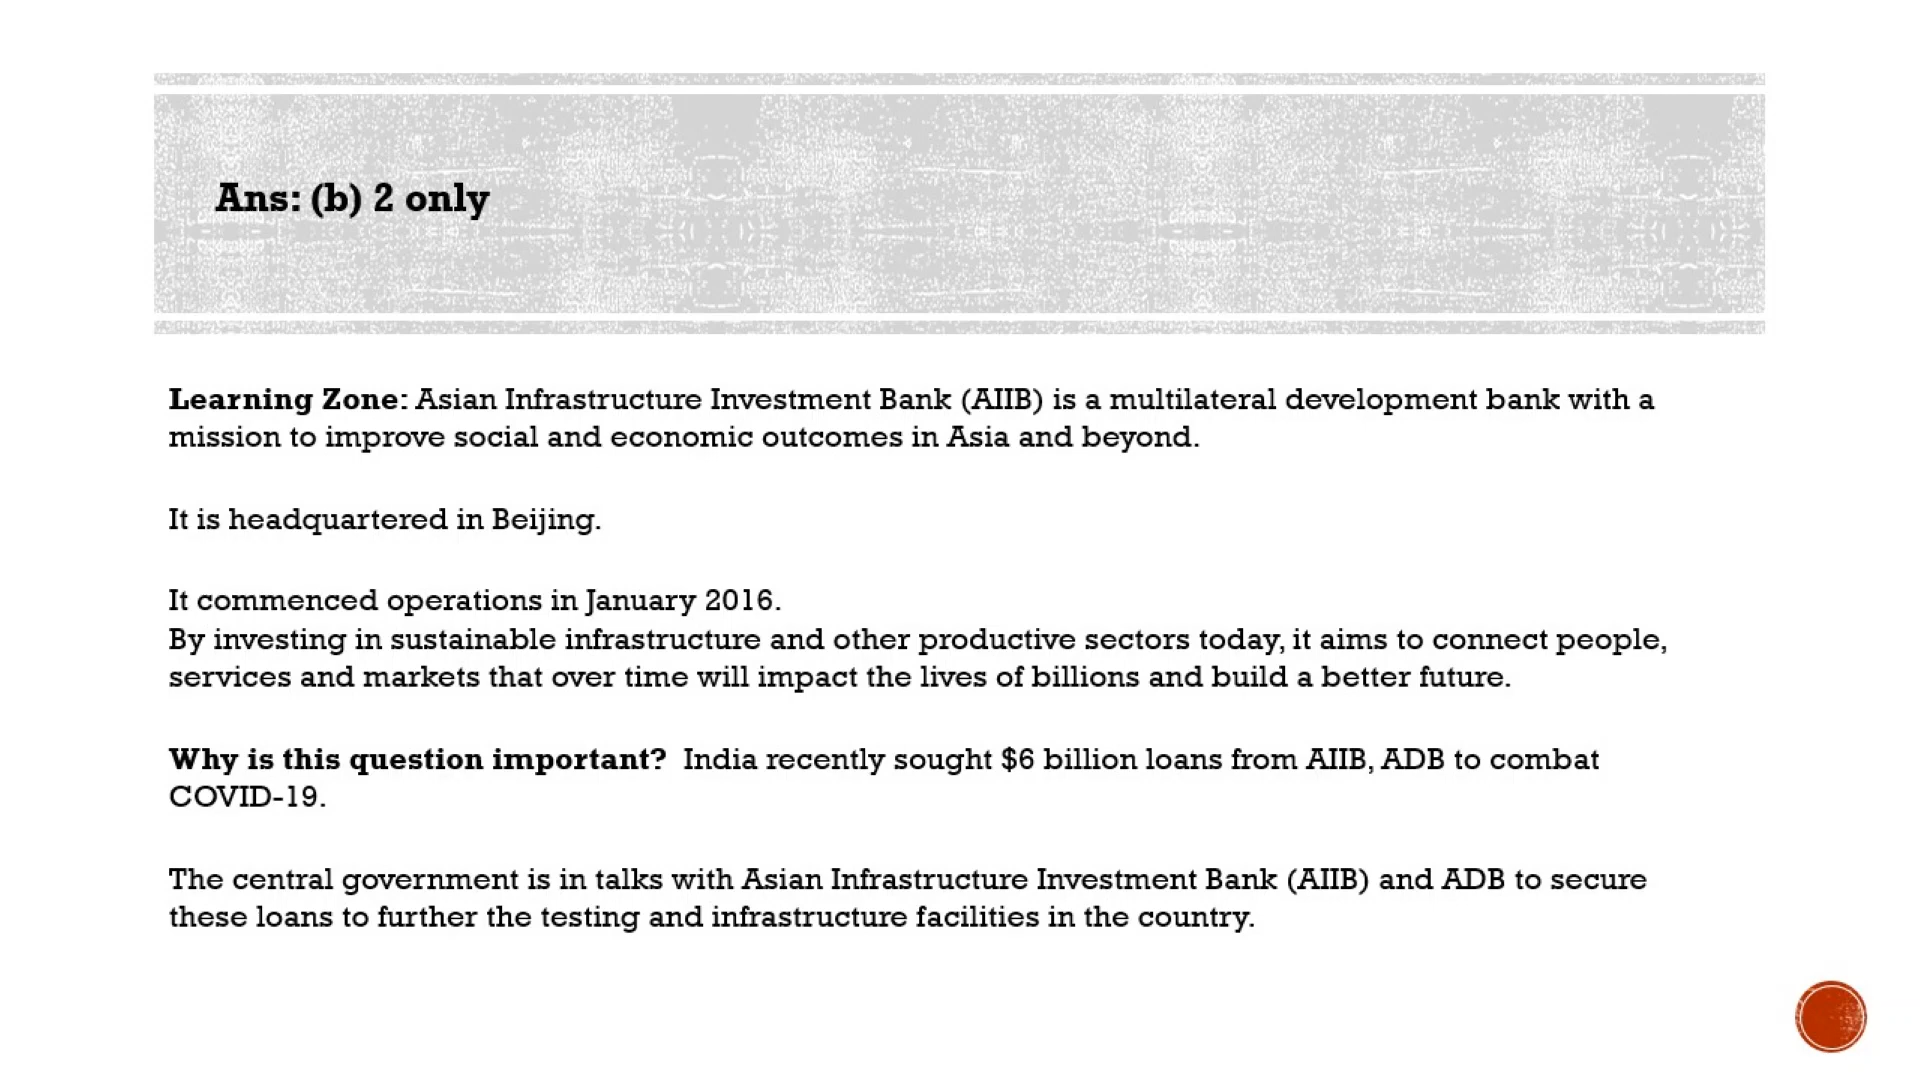 Ans: (b) 2 only
Learning Zone: Asian Infrastructure Investment Bank (AIIB) is a multilateral development bank with a
mission to improve social and economic outcomes in Asia and beyond.
It is headquartered in Beijing.
It commenced operations in January 2016.
By investing in sustainable infrastructure and other productive sectors today, it aims to connect people,
services and markets that over time will impact the lives of billions and build a better future.
Why is this question important?  India recently sought $6 billion loans from AIIB, ADB to combat
COVID-19.
The central government is in talks with Asian Infrastructure Investment Bank (AIIB) and ADB to secure
these loans to further the testing and infrastructure facilities in the country.